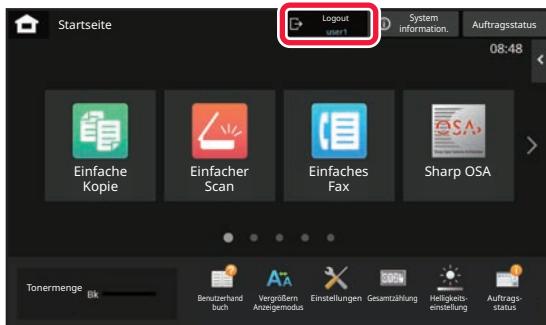 Startseite
Logout
user1
System
information.
Auftragsstatus
08:48
Einfache
Kopie
Einfacher
Scan
Einfaches
Fax
OSA
Sharp OSA
Tonermenge
Bk
Benutzerhand
buch
Vergrößern
Anzeigemodus
Einstellungen
Gesamtzählung
Helligkeits-
einstellung
Auftrags-
status